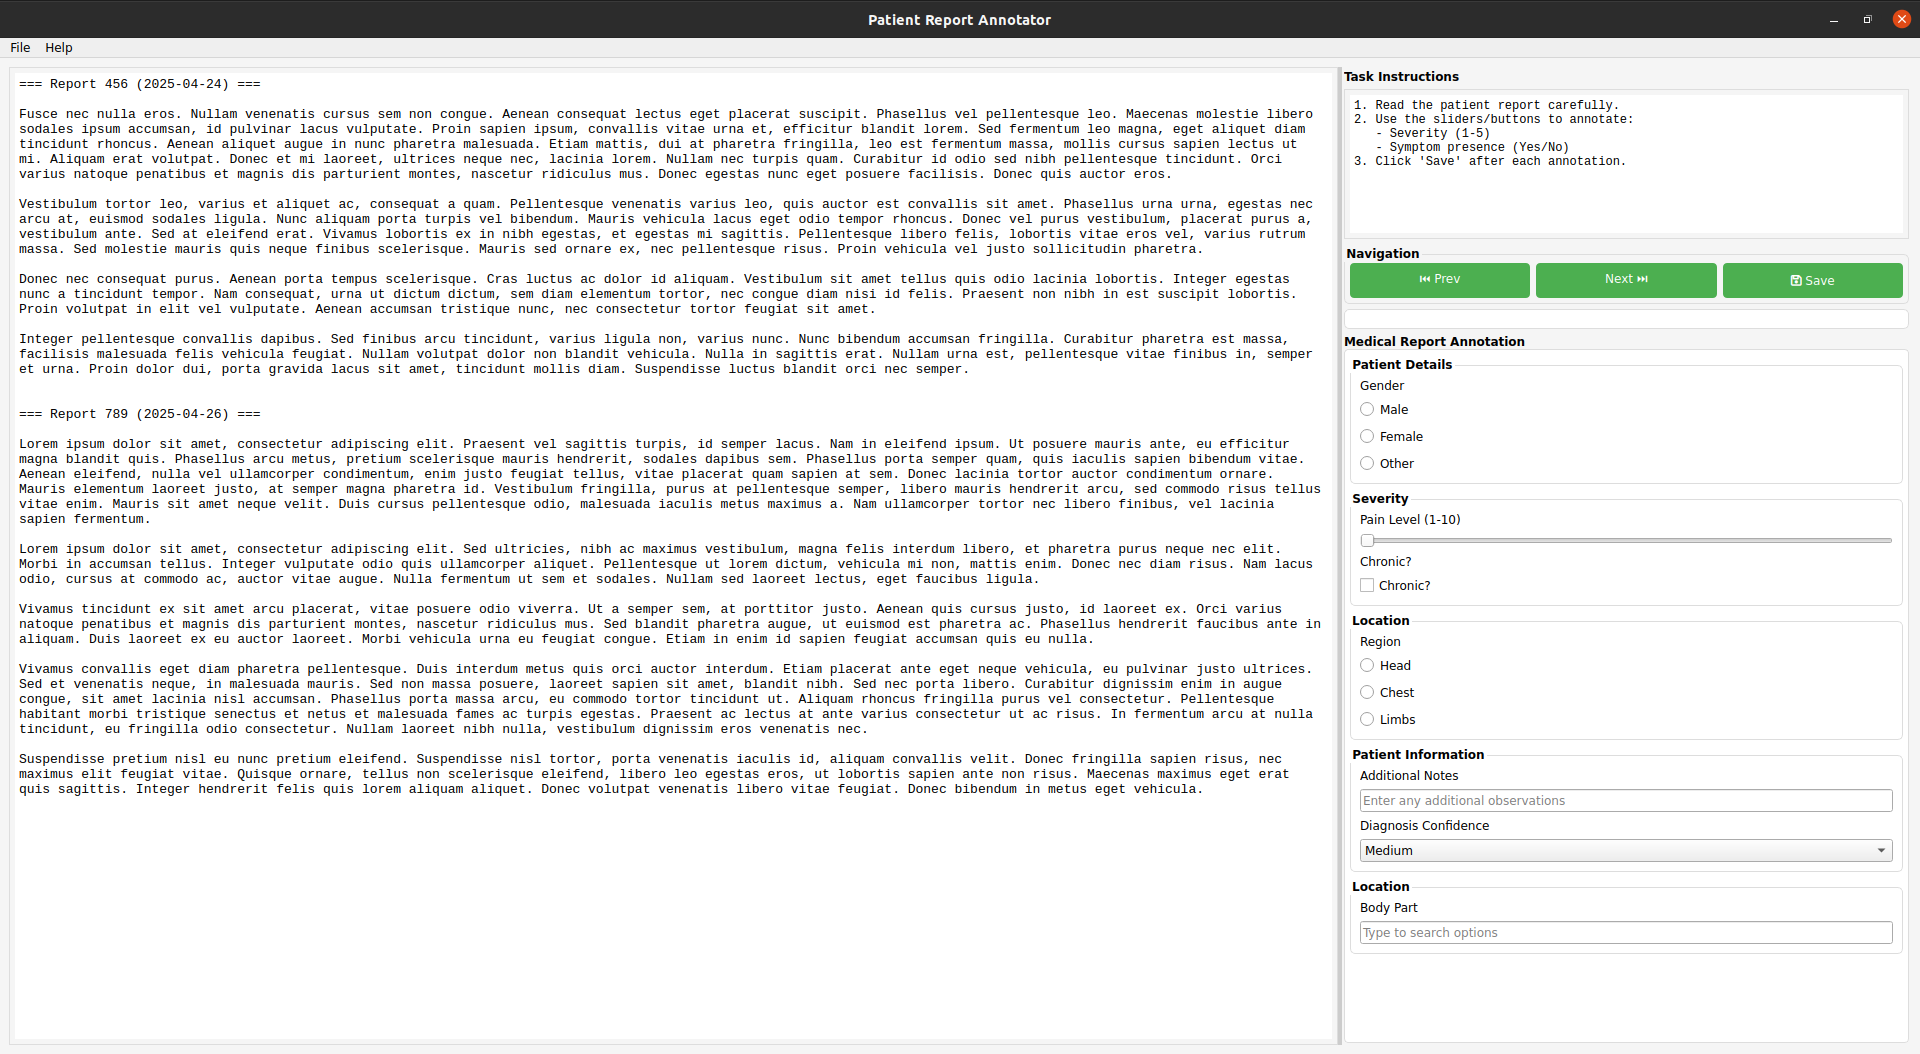 Patient Report Annotator
File Help
=== Report 456 (2025-04-24) ===
Fusce nec nulla eros. Nullam venenatis cursus sem non congue. Aenean consequat lectus eget placerat suscipit. Phasellus vel pellentesque leo. Maecenas molestie libero
sodales ipsum accumsan, id pulvinar lacus vulputate. Proin sapien ipsum, convallis vitae urna et, efficitur blandit lorem. Sed fermentum leo magna, eget aliquet diam
tincidunt rhoncus. Aenean aliquet augue in nunc pharetra malesuada. Etiam mattis, dui at pharetra fringilla, leo est fermentum massa, mollis cursus sapien lectus ut
mi. Aliquam erat volutpat. Donec et mi laoreet, ultrices neque nec, lacinia lorem. Nullam nec turpis quam. Curabitur id odio sed nibh pellentesque tincidunt. Orci
varius natoque penatibus et magnis dis parturient montes, nascetur ridiculus mus. Donec egestas nunc eget posuere facilisis. Donec quis auctor eros.
Vestibulum tortor leo, varius et aliquet ac, consequat a quam. Pellentesque venenatis varius leo, quis auctor est convallis sit amet. Phasellus urna urna, egestas nec
arcu at, euismod sodales ligula. Nunc aliquam porta turpis vel bibendum. Mauris vehicula lacus eget odio tempor rhoncus. Donec vel purus vestibulum, placerat purus a,
vestibulum ante. Sed at eleifend erat. Vivamus lobortis ex in nibh egestas, et egestas mi sagittis. Pellentesque libero felis, lobortis vitae eros vel, varius rutrum
massa. Sed molestie mauris quis neque finibus scelerisque. Mauris sed ornare ex, nec pellentesque risus. Proin vehicula vel justo sollicitudin pharetra.
Donec nec consequat purus. Aenean porta tempus scelerisque. Cras luctus ac dolor id aliquam. Vestibulum sit amet tellus quis odio lacinia lobortis. Integer egestas
nunc a tincidunt tempor. Nam consequat, urna ut dictum dictum, sem diam elementum tortor, nec congue diam nisi id felis. Praesent non nibh in est suscipit lobortis.
Proin volutpat in elit vel vulputate. Aenean accumsan tristique nunc, nec consectetur tortor feugiat sit amet.
Integer pellentesque convallis dapibus. Sed finibus arcu tincidunt, varius ligula non, varius nunc. Nunc bibendum accumsan fringilla. Curabitur pharetra est massa,
facilisis malesuada felis vehicula feugiat. Nullam volutpat dolor non blandit vehicula. Nulla in sagittis erat. Nullam urna est, pellentesque vitae finibus in, semper
et urna. Proin dolor dui, porta gravida lacus sit amet, tincidunt mollis diam. Suspendisse luctus blandit orci nec semper.
=== Report 789 (2025-04-26) ===
Lorem ipsum dolor sit amet, consectetur adipiscing elit. Praesent vel sagittis turpis, id semper lacus. Nam in eleifend ipsum. Ut posuere mauris ante, eu efficitur
magna blandit quis. Phasellus arcu metus, pretium scelerisque mauris hendrerit, sodales dapibus sem. Phasellus porta semper quam, quis iaculis sapien bibendum vitae.
Aenean eleifend, nulla vel ullamcorper condimentum, enim justo feugiat tellus, vitae placerat quam sapien at sem. Donec lacinia tortor auctor condimentum ornare.
Mauris elementum laoreet justo, at semper magna pharetra id. Vestibulum fringilla, purus at pellentesque semper, libero mauris hendrerit arcu, sed commodo risus tellus
vitae enim. Mauris sit amet neque velit. Duis cursus pellentesque odio, malesuada iaculis metus maximus a. Nam ullamcorper tortor nec libero finibus, vel lacinia
sapien fermentum.
Lorem ipsum dolor sit amet, consectetur adipiscing elit. Sed ultricies, nibh ac maximus vestibulum, magna felis interdum libero, et pharetra purus neque nec elit.
Morbi in accumsan tellus. Integer vulputate odio quis ullamcorper aliquet. Pellentesque ut lorem dictum, vehicula mi non, mattis enim. Donec nec diam risus. Nam lacus
odio, cursus at commodo ac, auctor vitae augue. Nulla fermentum ut sem et sodales. Nullam sed laoreet lectus, eget faucibus ligula.
Vivamus tincidunt ex sit amet arcu placerat, vitae posuere odio viverra. Ut a semper sem, at porttitor justo. Aenean quis cursus justo, id laoreet ex. Orci varius
natoque penatibus et magnis dis parturient montes, nascetur ridiculus mus. Sed blandit pharetra augue, ut euismod est pharetra ac. Phasellus hendrerit faucibus ante in
aliquam. Duis laoreet ex eu auctor laoreet. Morbi vehicula urna eu feugiat congue. Etiam in enim id sapien feugiat accumsan quis eu nulla.
Vivamus convallis eget diam pharetra pellentesque. Duis interdum metus quis orci auctor interdum. Etiam placerat ante eget neque vehicula, eu pulvinar justo ultrices.
Sed et venenatis neque, in malesuada mauris. Sed non massa posuere, laoreet sapien sit amet, blandit nibh. Sed nec porta libero. Curabitur dignissim enim in augue
congue, sit amet lacinia nisl accumsan. Phasellus porta massa arcu, eu commodo tortor tincidunt ut. Aliquam rhoncus fringilla purus vel consectetur. Pellentesque
habitant morbi tristique senectus et netus et malesuada fames ac turpis egestas. Praesent ac lectus at ante varius consectetur ut ac risus. In fermentum arcu at nulla
tincidunt, eu fringilla odio consectetur. Nullam laoreet nibh nulla, vestibulum dignissim eros venenatis nec.
Suspendisse pretium nisl eu nunc pretium eleifend. Suspendisse nisl tortor, porta venenatis iaculis id, aliquam convallis velit. Donec fringilla sapien risus, nec
maximus elit feugiat vitae. Quisque ornare, tellus non scelerisque eleifend, libero leo egestas eros, ut lobortis sapien ante non risus. Maecenas maximus eget erat
quis sagittis. Integer hendrerit felis quis lorem aliquam aliquet. Donec volutpat venenatis libero vitae feugiat. Donec bibendum in metus eget vehicula.
Task Instructions
1. Read the patient report carefully.
2. Use the sliders/buttons to annotate:
- Severity (1-5)
- Symptom presence (Yes/No)
3. Click 'Save' after each annotation.
Navigation
⏮ Prev Next ⏭ Save
Medical Report Annotation
Patient Details
Gender
Male
Female
Other
Severity
Pain Level (1-10)
Chronic?
Chronic?
Location
Region
Head
Chest
Limbs
Patient Information
Additional Notes
Enter any additional observations
Diagnosis Confidence
Medium
Location
Body Part
Type to search options